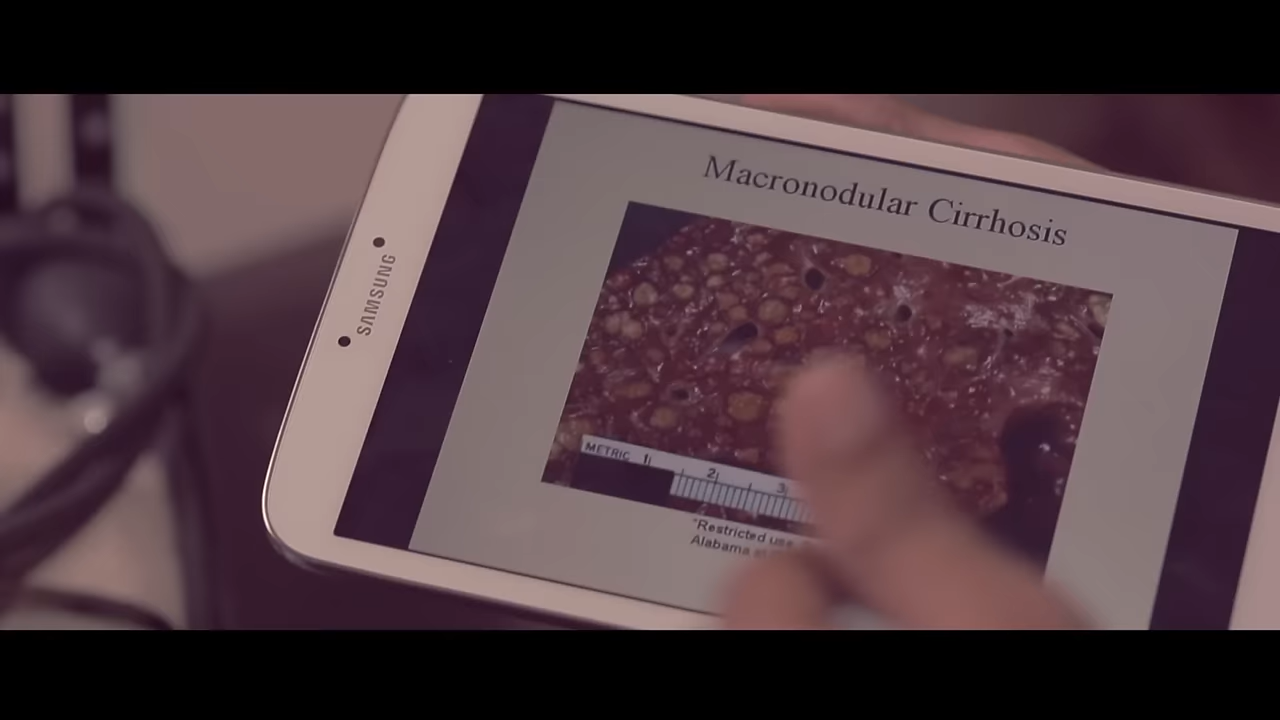 SAMSUNG
Macronodular Cirrhosis
METRIC 1 2 3
"Restricted use
Alabama